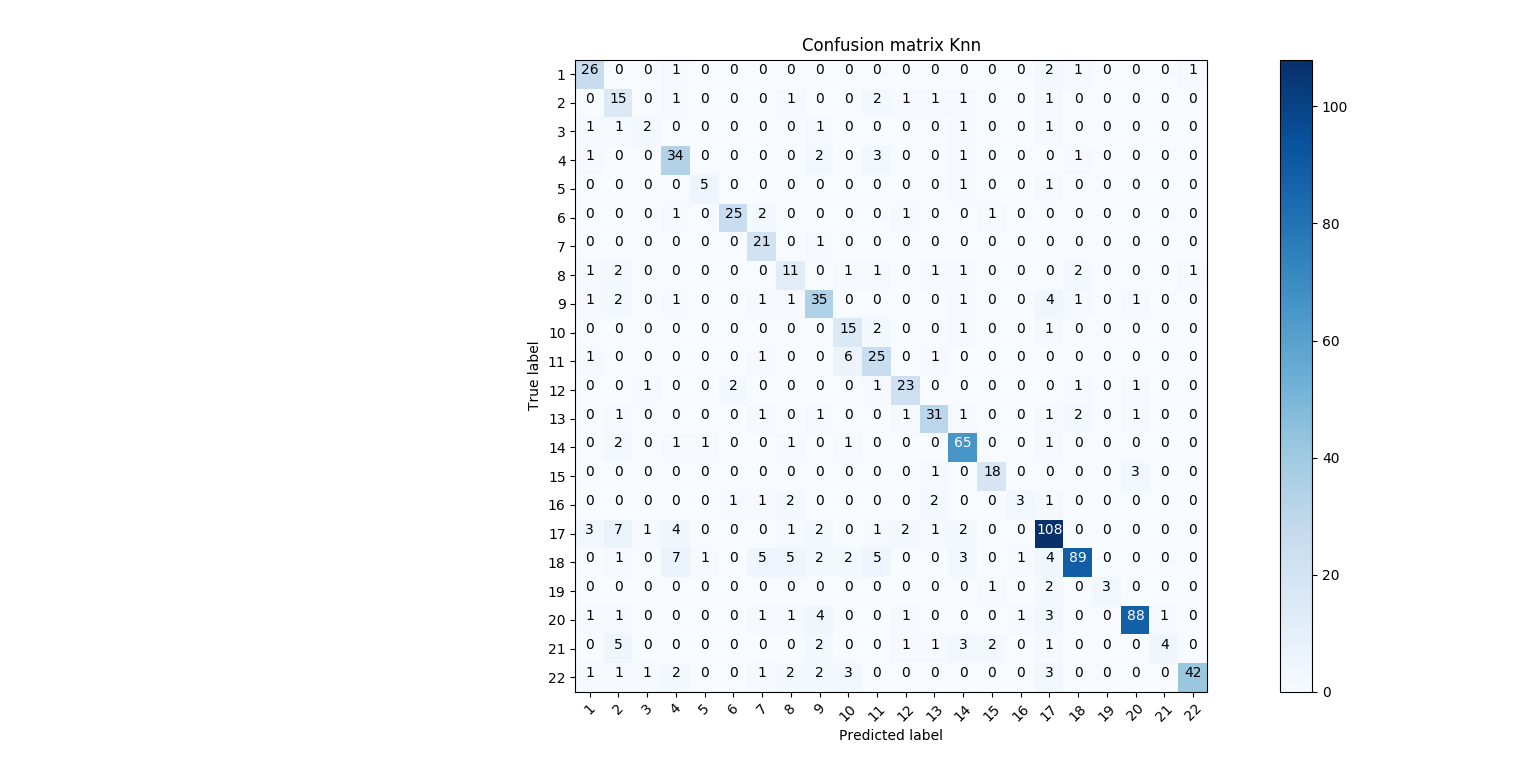 Confusion matrix Knn
1 26 0 0 1 0 0 0 0 0 0 0 0 0 0 0 0 2 1 0 0 0 1
2 0 15 0 1 0 0 0 1 0 0 2 1 1 1 0 0 1 0 0 0 0 0
3 1 1 2 0 0 0 0 0 1 0 0 0 0 1 0 0 1 0 0 0 0 0
4 1 0 0 34 0 0 0 0 2 0 3 0 0 1 0 0 0 1 0 0 0 0
5 0 0 0 0 5 0 0 0 0 0 0 0 0 1 0 0 1 0 0 0 0 0
6 0 0 0 1 0 25 2 0 0 0 0 1 0 0 1 0 0 0 0 0 0 0
7 0 0 0 0 0 0 21 0 1 0 0 0 0 0 0 0 0 0 0 0 0 0
8 1 2 0 0 0 0 0 11 0 1 1 0 1 1 0 0 0 2 0 0 0 1
9 1 2 0 1 0 0 1 1 35 0 0 0 0 1 0 0 4 1 0 1 0 0
10 0 0 0 0 0 0 0 0 0 15 2 0 0 1 0 0 1 0 0 0 0 0
11 1 0 0 0 0 0 1 0 0 6 25 0 1 0 0 0 0 0 0 0 0 0
12 0 0 1 0 0 2 0 0 0 0 1 23 0 0 0 0 0 1 0 1 0 0
13 0 1 0 0 0 0 1 0 1 0 0 1 31 1 0 0 1 2 0 1 0 0
14 0 2 0 1 1 0 0 1 0 1 0 0 0 65 0 0 1 0 0 0 0 0
15 0 0 0 0 0 0 0 0 0 0 0 0 1 0 18 0 0 0 0 3 0 0
16 0 0 0 0 0 1 1 2 0 0 0 0 2 0 0 3 1 0 0 0 0 0
17 3 7 1 4 0 0 0 1 2 0 1 2 1 2 0 0 108 0 0 0 0 0
18 0 1 0 7 1 0 5 5 2 2 5 0 0 3 0 1 4 89 0 0 0 0
19 0 0 0 0 0 0 0 0 0 0 0 0 0 0 1 0 2 0 3 0 0 0
20 1 1 0 0 0 0 1 1 4 0 0 1 0 0 0 1 3 0 0 88 1 0
21 0 5 0 0 0 0 0 0 2 0 0 1 1 3 2 0 1 0 0 0 4 0
22 1 1 1 2 0 0 1 2 2 3 0 0 0 0 0 0 3 0 0 0 0 42
1 2 3 4 5 6 7 8 9 10 11 12 13 14 15 16 17 18 19 20 21 22
True label
Predicted label
100
80
60
40
20
0